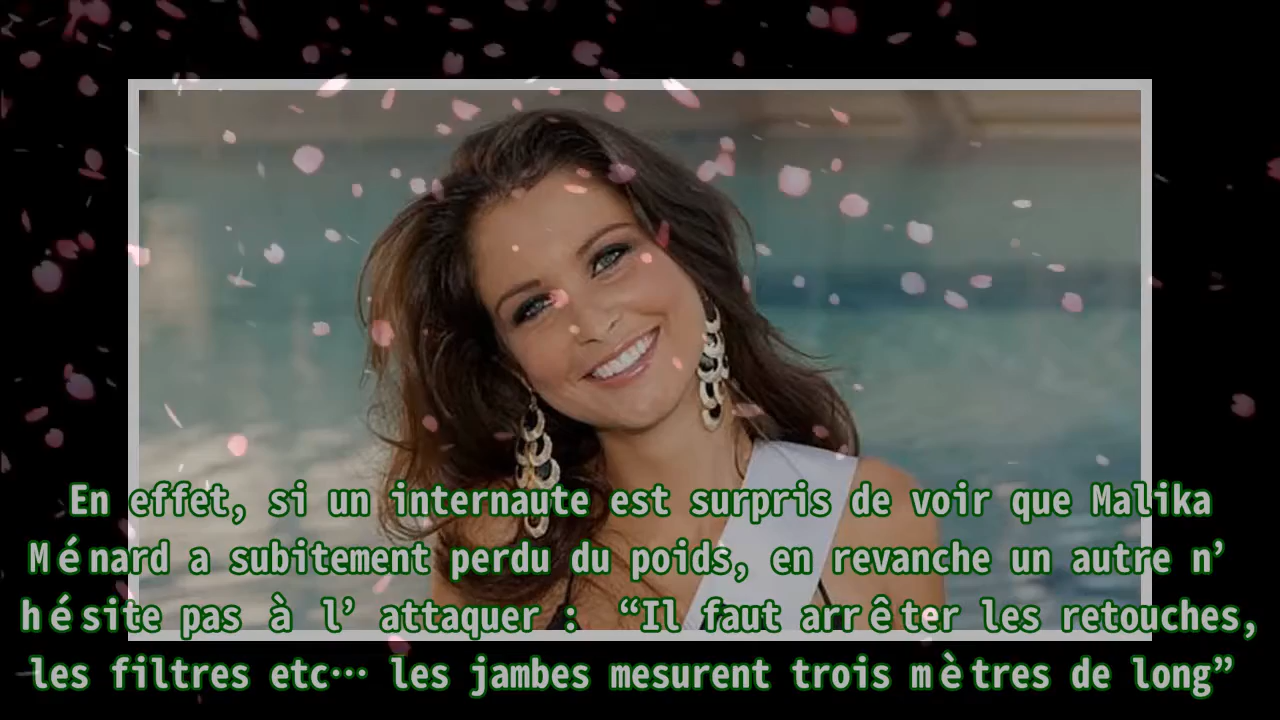 En effet, si un internaute est surpris de voir que Malika
Ménard a subitement perdu du poids, en revanche un autre n’
hésite pas à l’ attaquer : “Il faut arrêter les retouches,
les filtres etc… les jambes mesurent trois mètres de long”